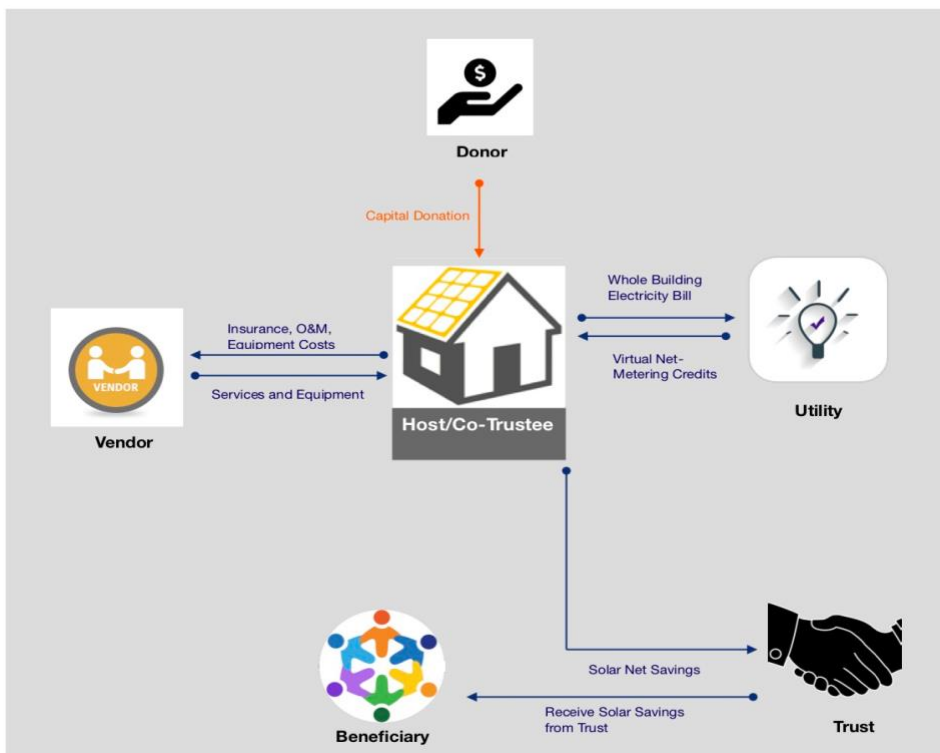 $
Donor
Capital Donation
Whole Building
Electricity Bill
Virtual Net-
Metering Credits
Utility
Insurance, O&M,
Equipment Costs
Services and Equipment
VENDOR
Vendor
Host/Co-Trustee
Solar Net Savings
Receive Solar Savings
from Trust
Beneficiary
Trust